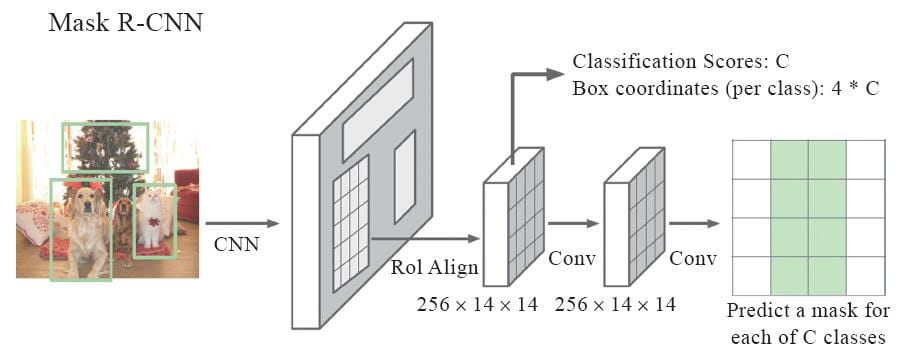 Mask R-CNN
Classification Scores: C
Box coordinates (per class): 4 * C
CNN
RoI Align
Conv
Conv
256 × 14 × 14
256 × 14 × 14
Predict a mask for
each of C classes